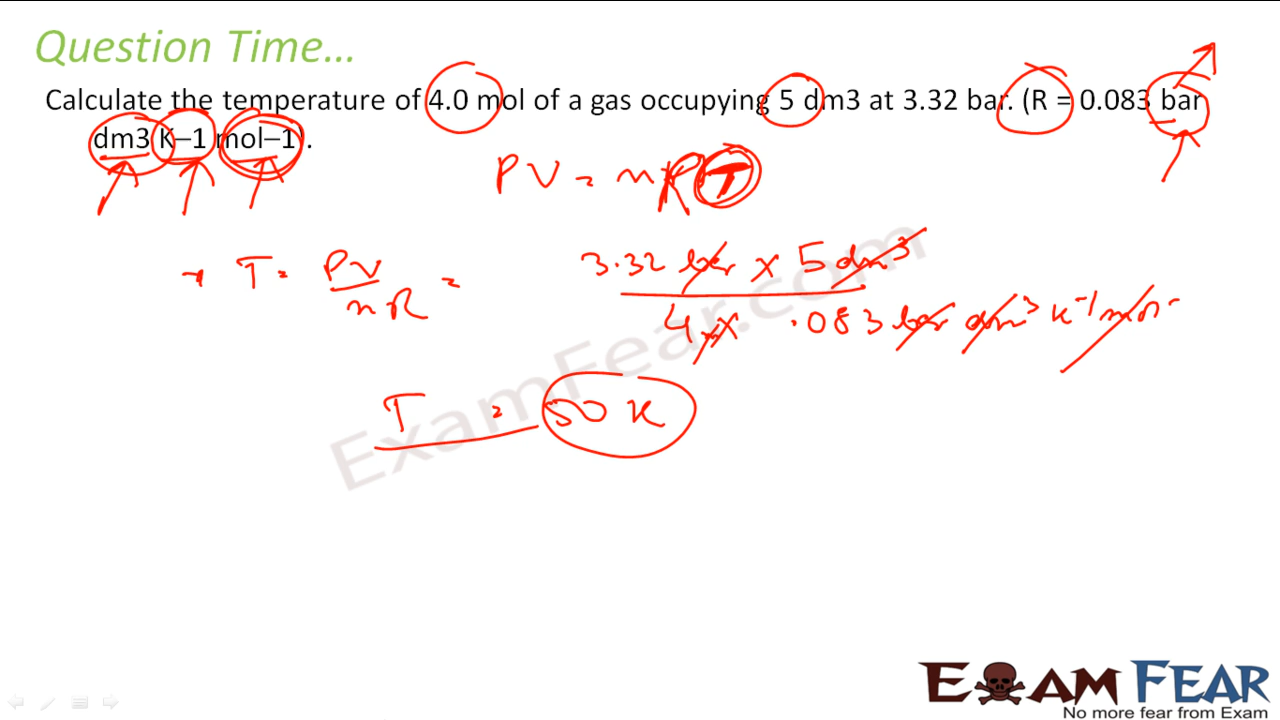 Question Time...
Calculate the temperature of 4.0 mol of a gas occupying 5 dm3 at 3.32 bar. (R = 0.083 bar
dm3 K–1 mol–1).
PV = nRT
T = PV / nR = 3.32 bar x 5 dm³ / 4 n x .083 bar dm³ K⁻¹ mol⁻
T = 50 K
ExamFear.com
EXAM FEAR
No more fear from Exam